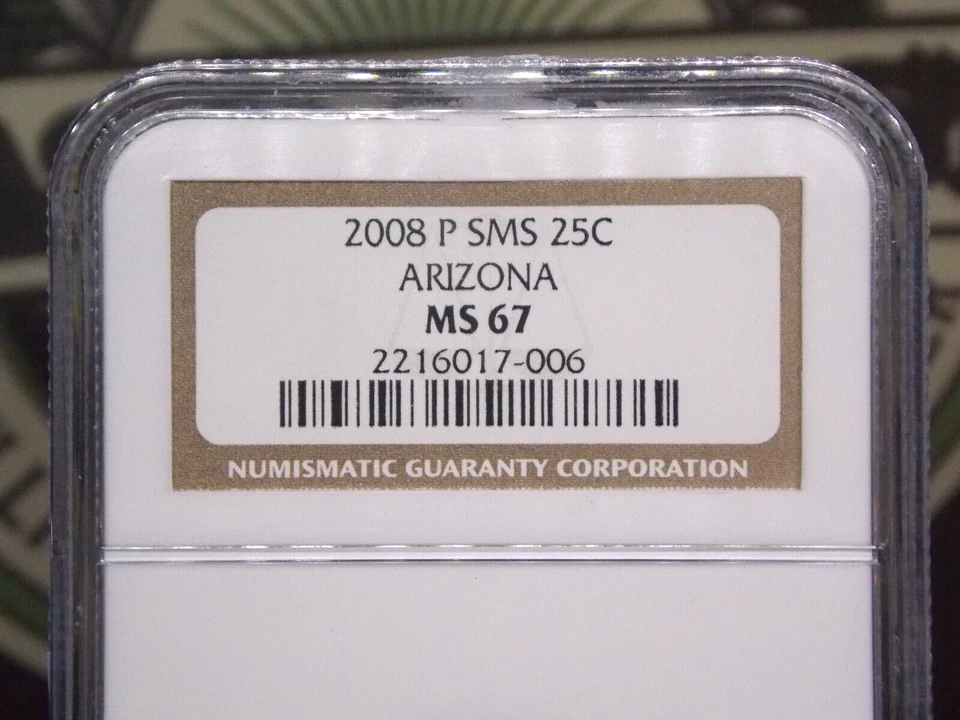 2008 P SMS 25C
ARIZONA
MS 67
2216017-006
NUMISMATIC GUARANTY CORPORATION